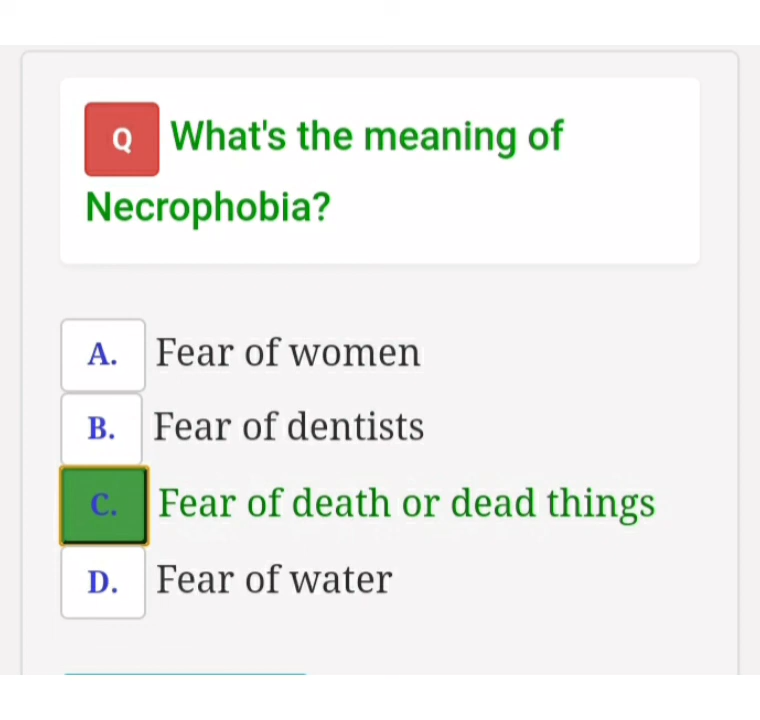 Q What's the meaning of
Necrophobia?
A. Fear of women
B. Fear of dentists
C. Fear of death or dead things
D. Fear of water